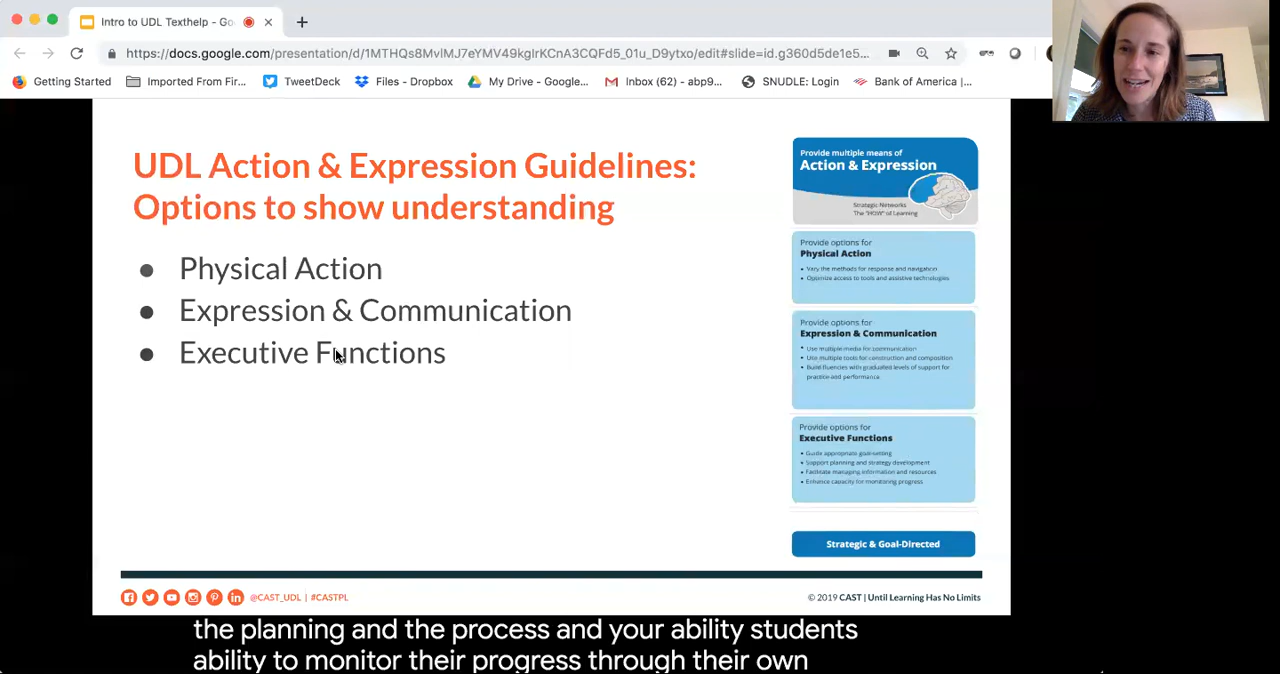 Intro to UDL Texthelp - Go
https://docs.google.com/presentation/d/1MTHQs8MvlMJ7eYMV49kglrKCnA3CQFd5_01u_D9ytxo/edit#slide=id.g360d5de1e5...
Getting Started
Imported From Fir...
TweetDeck
Files - Dropbox
My Drive - Google...
Inbox (62) - abp9...
SNUDLE: Login
Bank of America |...
UDL Action & Expression Guidelines:
Options to show understanding
● Physical Action
● Expression & Communication
● Executive Functions
Provide multiple means of
Action & Expression
Strategic Networks
The "HOW" of Learning
Provide options for
Physical Action
• Vary the methods for response and navigation
• Optimize access to tools and assistive technologies
Provide options for
Expression & Communication
• Use multiple media for communication
• Use multiple tools for construction and composition
• Build fluencies with graduated levels of support for
practice and performance
Provide options for
Executive Functions
• Guide appropriate goal-setting
• Support planning and strategy development
• Facilitate managing information and resources
• Enhance capacity for monitoring progress
Strategic & Goal-Directed
@CAST_UDL | #CASTPL
© 2019 CAST | Until Learning Has No Limits
the planning and the process and your ability students
ability to monitor their progress through their own